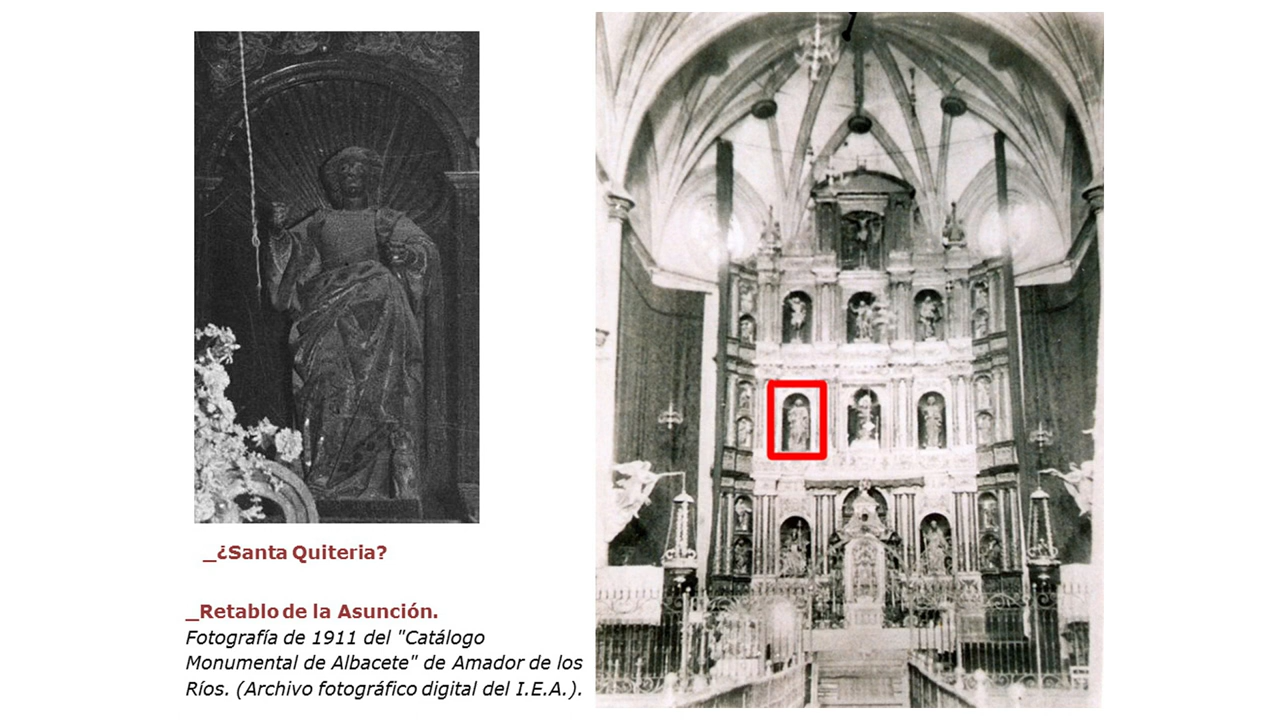 _¿Santa Quiteria?
_Retablo de la Asunción.
Fotografía de 1911 del "Catálogo
Monumental de Albacete" de Amador de los
Ríos. (Archivo fotográfico digital del I.E.A.).